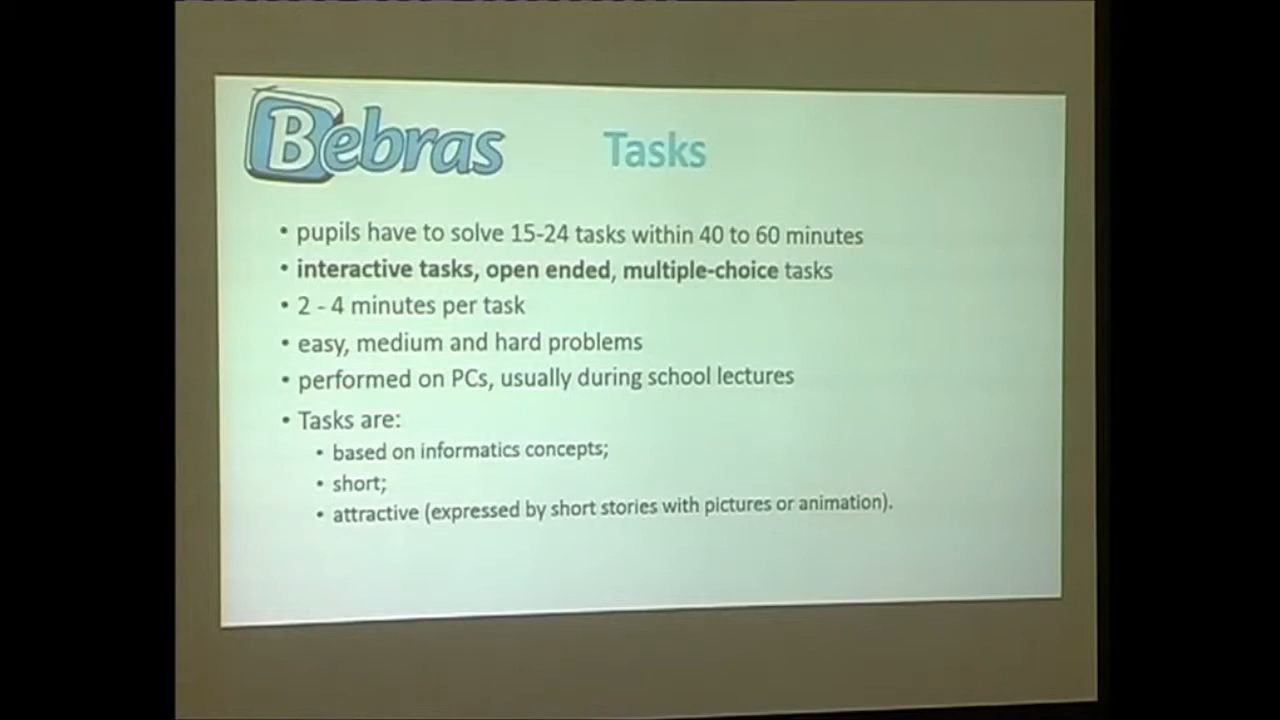 Bebras
Tasks
• pupils have to solve 15-24 tasks within 40 to 60 minutes
• interactive tasks, open ended, multiple-choice tasks
• 2 - 4 minutes per task
• easy, medium and hard problems
• performed on PCs, usually during school lectures
• Tasks are:
• based on informatics concepts;
• short;
• attractive (expressed by short stories with pictures or animation).